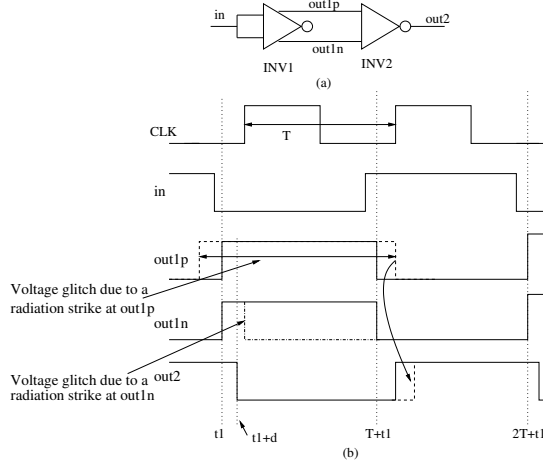 out1p
in
out2
out1n
INV1
INV2
(a)
CLK
T
in
out1p
Voltage glitch due to a
radiation strike at out1p
out1n
Voltage glitch due to a
radiation strike at out1n
out2
t1
t1+d
T+t1
2T+t1
(b)